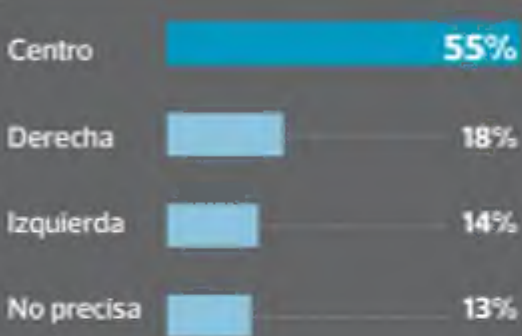 Centro 55%
Derecha 18%
Izquierda 14%
No precisa 13%